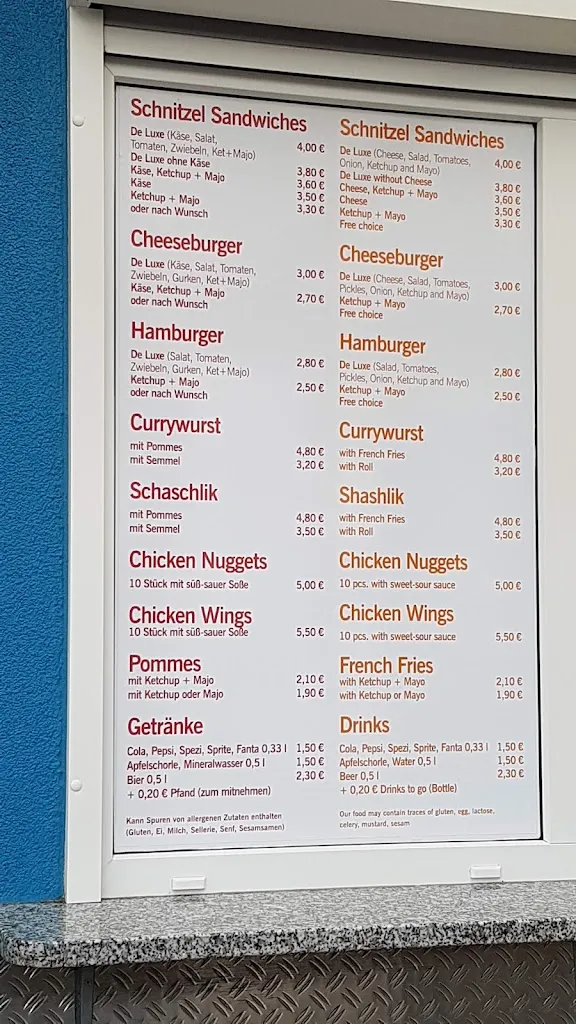 Schnitzel Sandwiches
De Luxe (Käse, Salat,
Tomaten, Zwiebeln, Ket+Majo) 4,00 €
De Luxe ohne Käse 3,80 €
Käse, Ketchup + Majo 3,60 €
Käse 3,50 €
Ketchup + Majo 3,30 €
oder nach Wunsch
Cheeseburger
De Luxe (Käse, Salat, Tomaten, 3,00 €
Zwiebeln, Gurken, Ket+Majo)
Käse, Ketchup + Majo 2,70 €
oder nach Wunsch
Hamburger
De Luxe (Salat, Tomaten, 2,80 €
Zwiebeln, Gurken, Ket+Majo)
Ketchup + Majo 2,50 €
oder nach Wunsch
Currywurst
mit Pommes 4,80 €
mit Semmel 3,20 €
Schaschlik
mit Pommes 4,80 €
mit Semmel 3,50 €
Chicken Nuggets
10 Stück mit süß-sauer Soße 5,00 €
Chicken Wings
10 Stück mit süß-sauer Soße 5,50 €
Pommes
mit Ketchup + Majo 2,10 €
mit Ketchup oder Majo 1,90 €
Getränke
Cola, Pepsi, Spezi, Sprite, Fanta 0,33 l 1,50 €
Apfelschorle, Mineralwasser 0,5 l 1,50 €
Bier 0,5 l 2,30 €
+ 0,20 € Pfand (zum mitnehmen)
Kann Spuren von allergenen Zutaten enthalten
(Gluten, Ei, Milch, Sellerie, Senf, Sesamsamen)
Schnitzel Sandwiches
De Luxe (Cheese, Salad, Tomatoes, 4,00 €
Onion, Ketchup and Mayo)
De Luxe without Cheese 3,80 €
Cheese, Ketchup + Mayo 3,60 €
Cheese 3,50 €
Ketchup + Mayo 3,30 €
Free choice
Cheeseburger
De Luxe (Cheese, Salad, Tomatoes, 3,00 €
Pickles, Onion, Ketchup and Mayo)
Ketchup + Mayo 2,70 €
Free choice
Hamburger
De Luxe (Salad, Tomatoes, 2,80 €
Pickles, Onion, Ketchup and Mayo)
Ketchup + Mayo 2,50 €
Free choice
Currywurst
with French Fries 4,80 €
with Roll 3,20 €
Shashlik
with French Fries 4,80 €
with Roll 3,50 €
Chicken Nuggets
10 pcs. with sweet-sour sauce 5,00 €
Chicken Wings
10 pcs. with sweet-sour sauce 5,50 €
French Fries
with Ketchup + Mayo 2,10 €
with Ketchup or Mayo 1,90 €
Drinks
Cola, Pepsi, Spezi, Sprite, Fanta 0,33 l 1,50 €
Apfelschorle, Water 0,5 l 1,50 €
Beer 0,5 l 2,30 €
+ 0,20 € Drinks to go (Bottle)
Our food may contain traces of gluten, egg, lactose,
celery, mustard, sesam